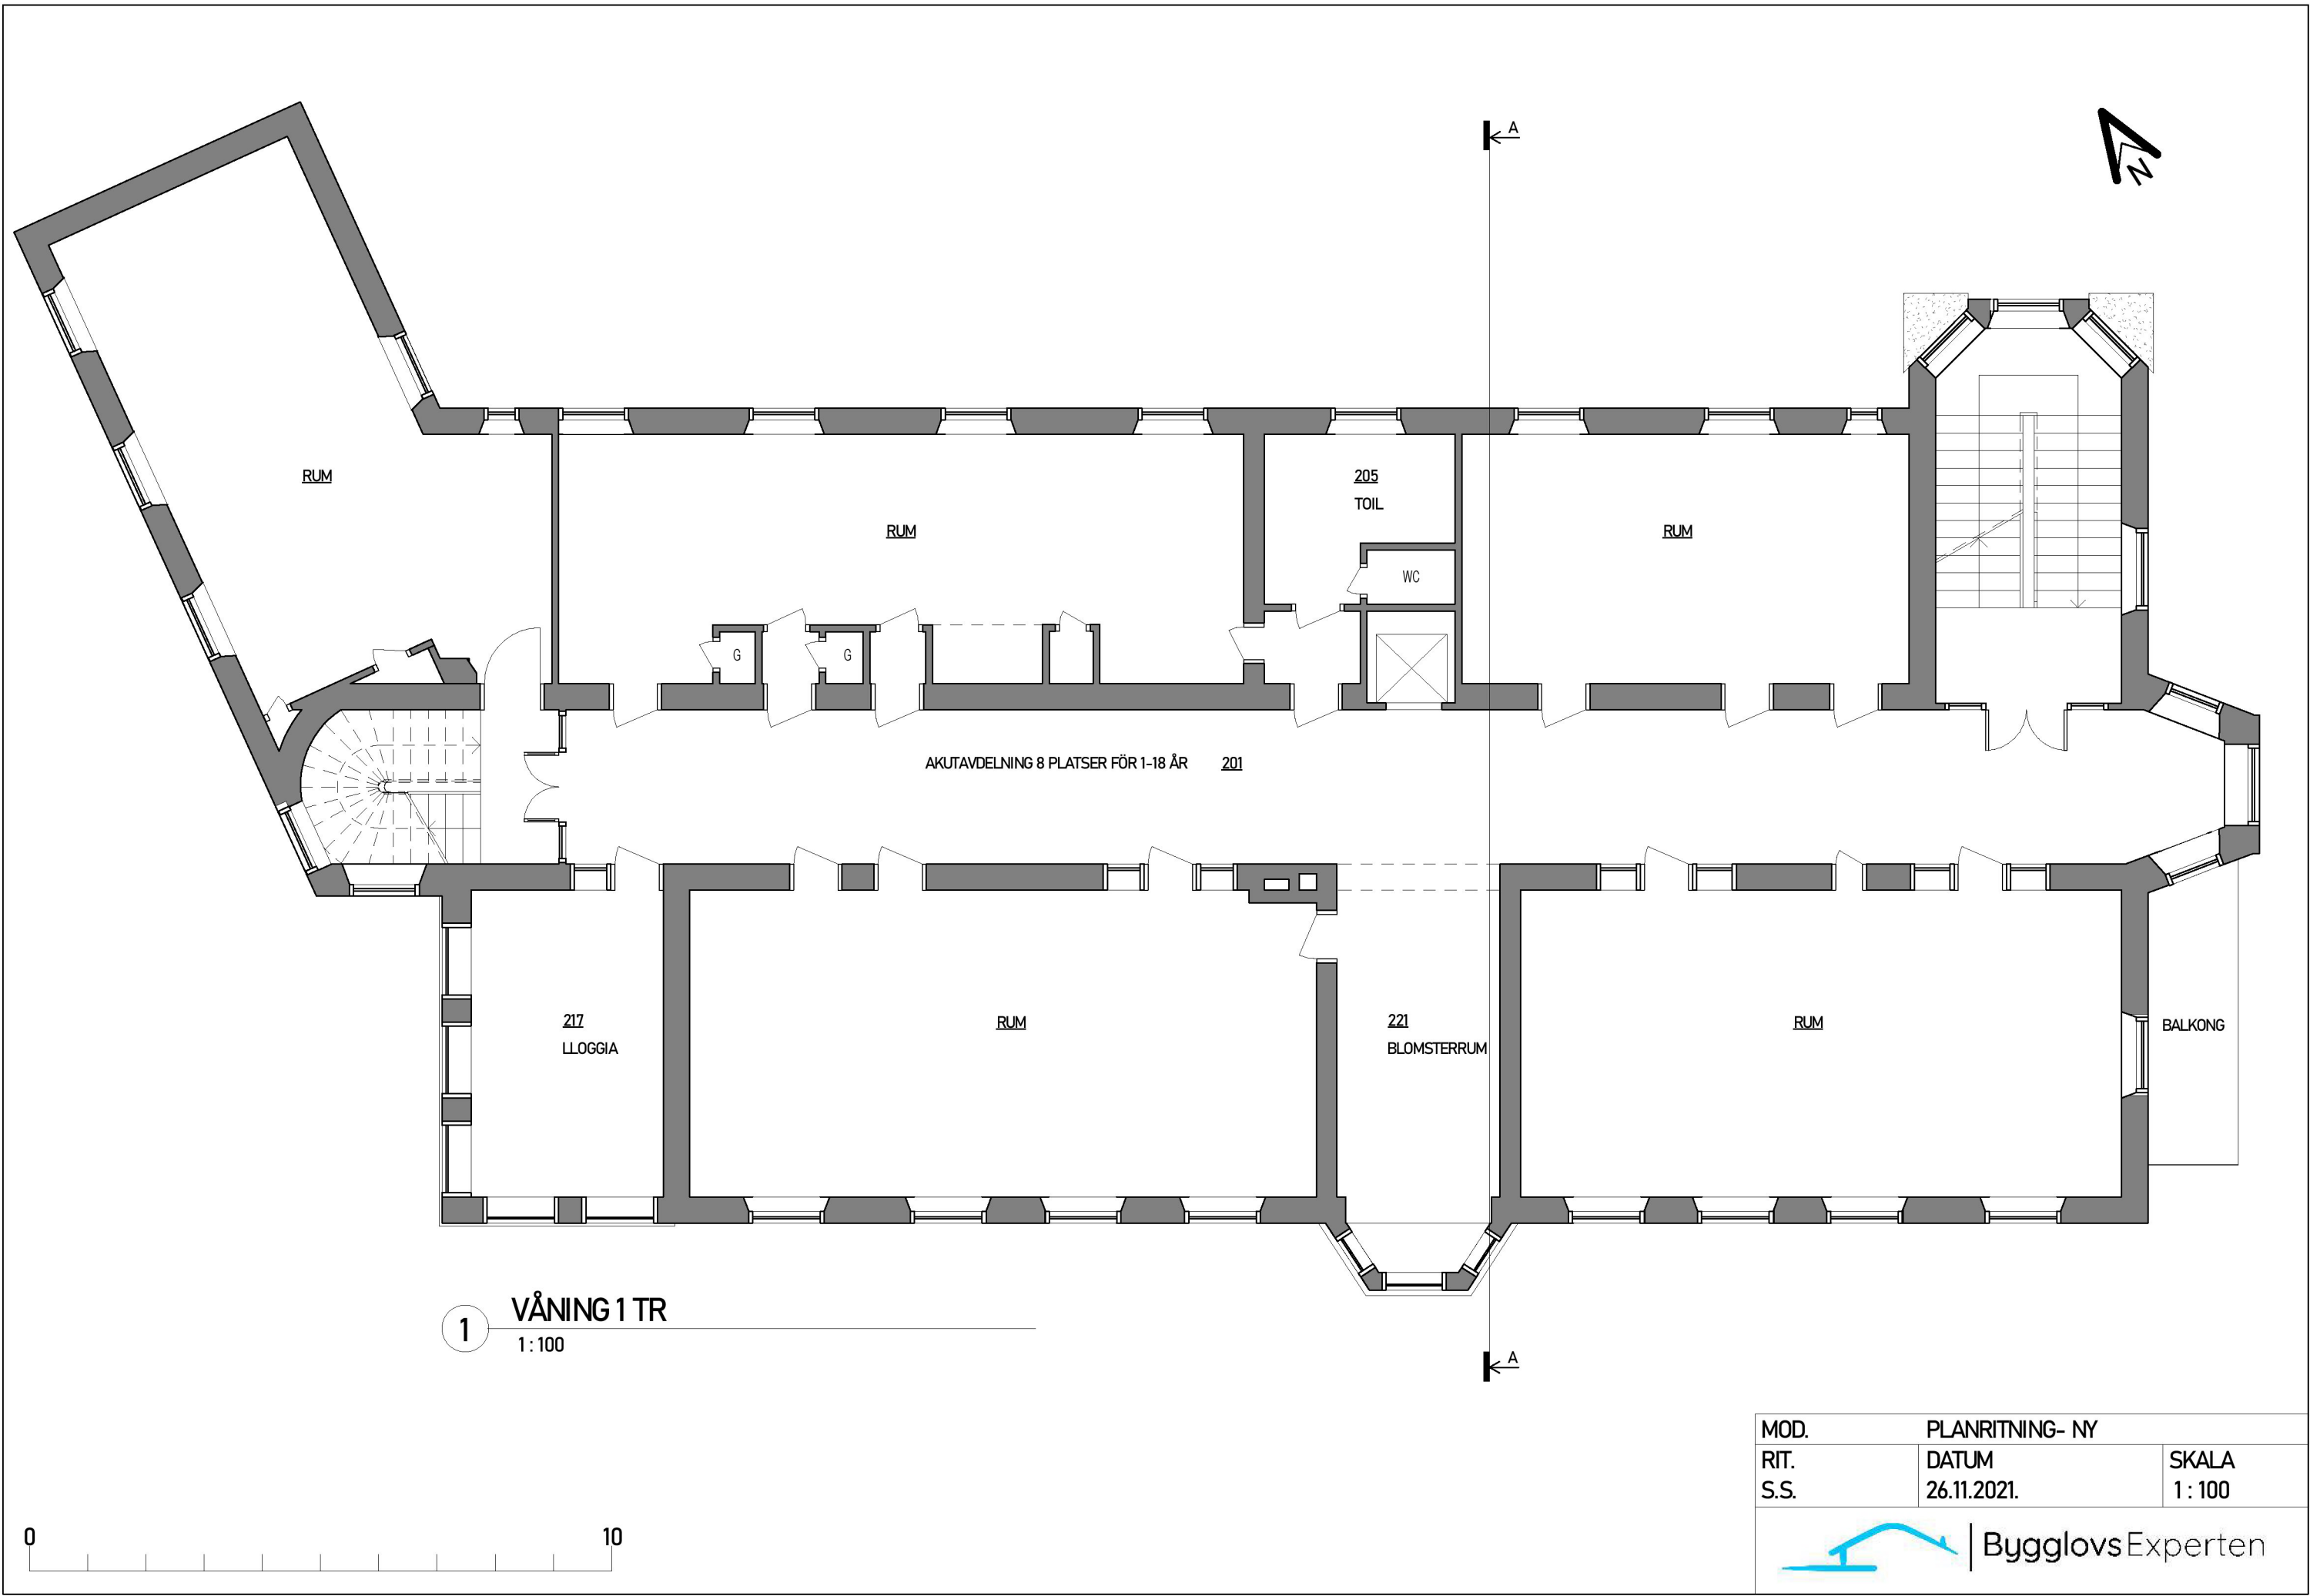 A
N
RUM
205
TOIL
RUM
RUM
WC
G
G
AKUTAVDELNING 8 PLATSER FÖR 1-18 ÅR 201
217
LLOGGIA
RUM
221
BLOMSTERRUM
RUM
BALKONG
1
VÅNING 1 TR
1 : 100
A
MOD. PLANRITNING- NY
RIT. DATUM SKALA
S.S. 26.11.2021. 1 : 100
0 10
BygglovsExperten